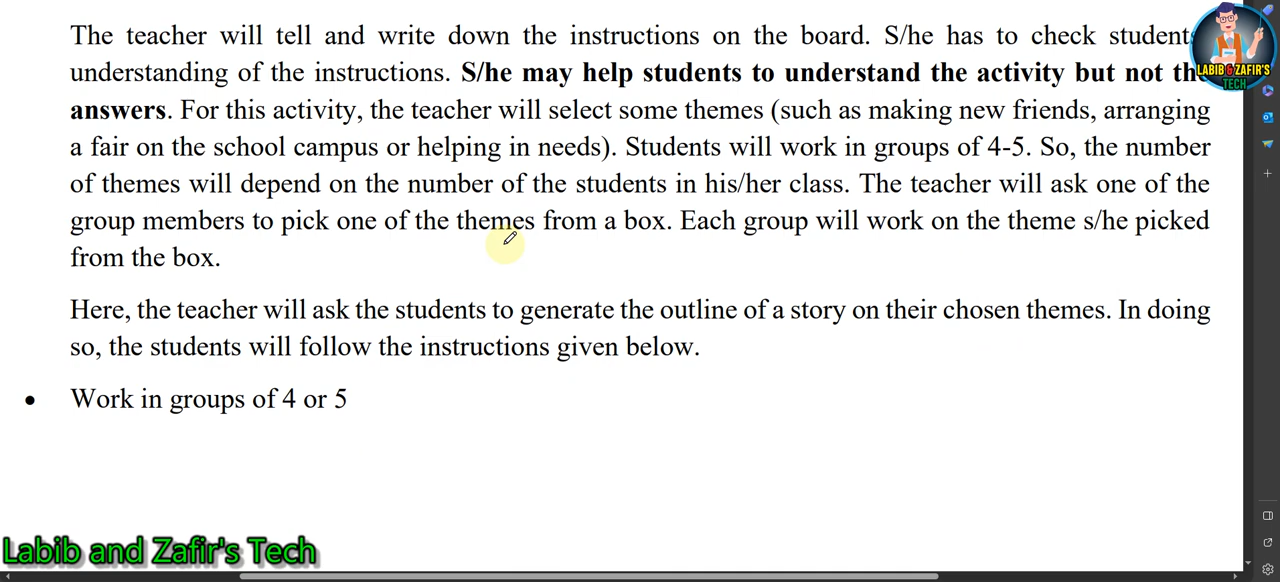 The teacher will tell and write down the instructions on the board. S/he has to check students
understanding of the instructions. S/he may help students to understand the activity but not the
answers. For this activity, the teacher will select some themes (such as making new friends, arranging
a fair on the school campus or helping in needs). Students will work in groups of 4-5. So, the number
of themes will depend on the number of the students in his/her class. The teacher will ask one of the
group members to pick one of the themes from a box. Each group will work on the theme s/he picked
from the box.
Here, the teacher will ask the students to generate the outline of a story on their chosen themes. In doing
so, the students will follow the instructions given below.
• Work in groups of 4 or 5
LABIB & ZAFIR'S
TECH
Labib and Zafir's Tech